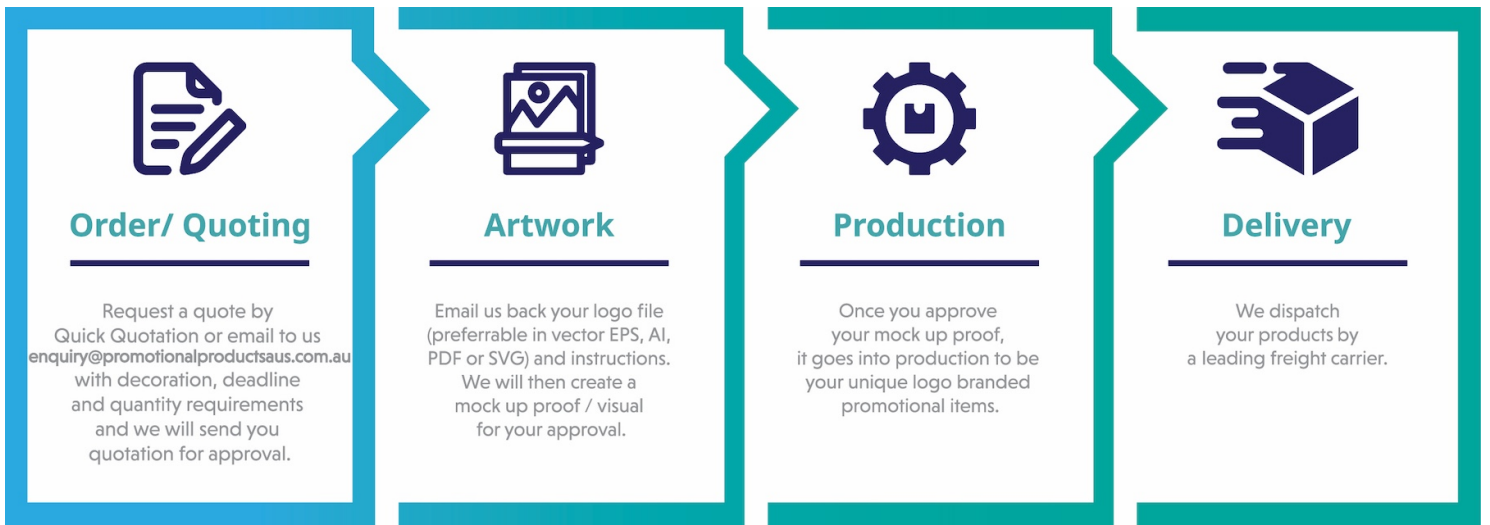 Order/ Quoting
Request a quote by
Quick Quotation or email to us
enquiry@promotionalproductsaus.com.au
with decoration, deadline
and quantity requirements
and we will send you
quotation for approval.
Artwork
Email us back your logo file
(preferrable in vector EPS, AI,
PDF or SVG) and instructions.
We will then create a
mock up proof / visual
for your approval.
Production
Once you approve
your mock up proof,
it goes into production to be
your unique logo branded
promotional items.
Delivery
We dispatch
your products by
a leading freight carrier.